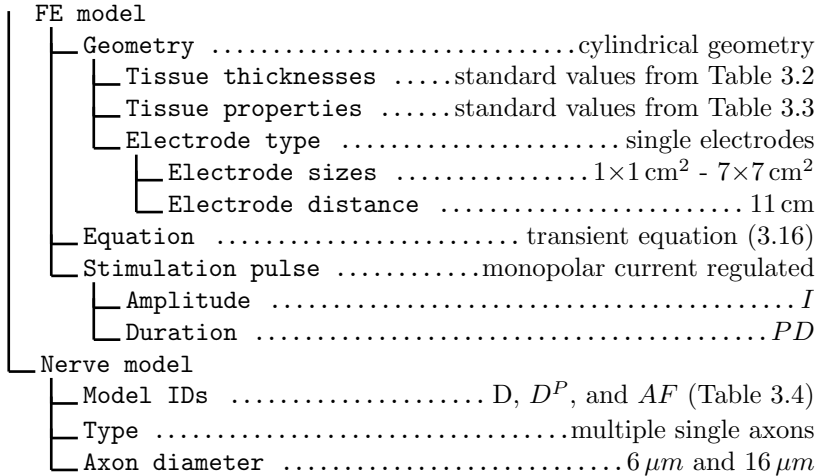 FE model
Geometry ..............................cylindrical geometry
Tissue thicknesses .....standard values from Table 3.2
Tissue properties ......standard values from Table 3.3
Electrode type ........................ single electrodes
Electrode sizes ................1×1 cm² - 7×7 cm²
Electrode distance ......................... 11 cm
Equation .......................... transient equation (3.16)
Stimulation pulse ............monopolar current regulated
Amplitude .............................................. I
Duration ............................................ PD
Nerve model
Model IDs ..................... D, Dᴾ, and AF (Table 3.4)
Type ....................................multiple single axons
Axon diameter .............................6 μm and 16 μm